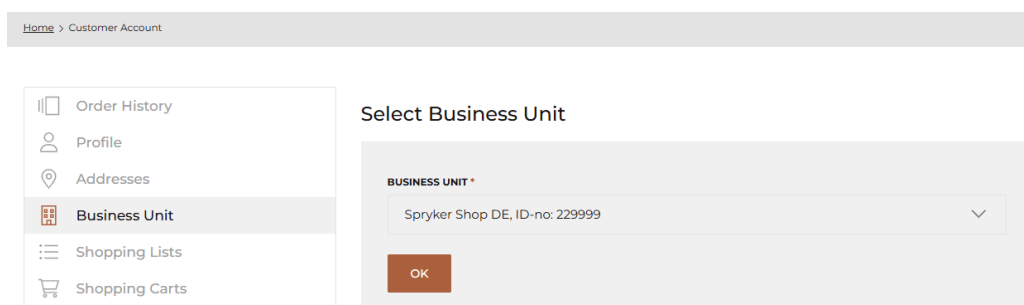 Home > Customer Account
Order History
Profile
Addresses
Business Unit
Shopping Lists
Shopping Carts
Select Business Unit
BUSINESS UNIT *
Spryker Shop DE, ID-no: 229999
OK